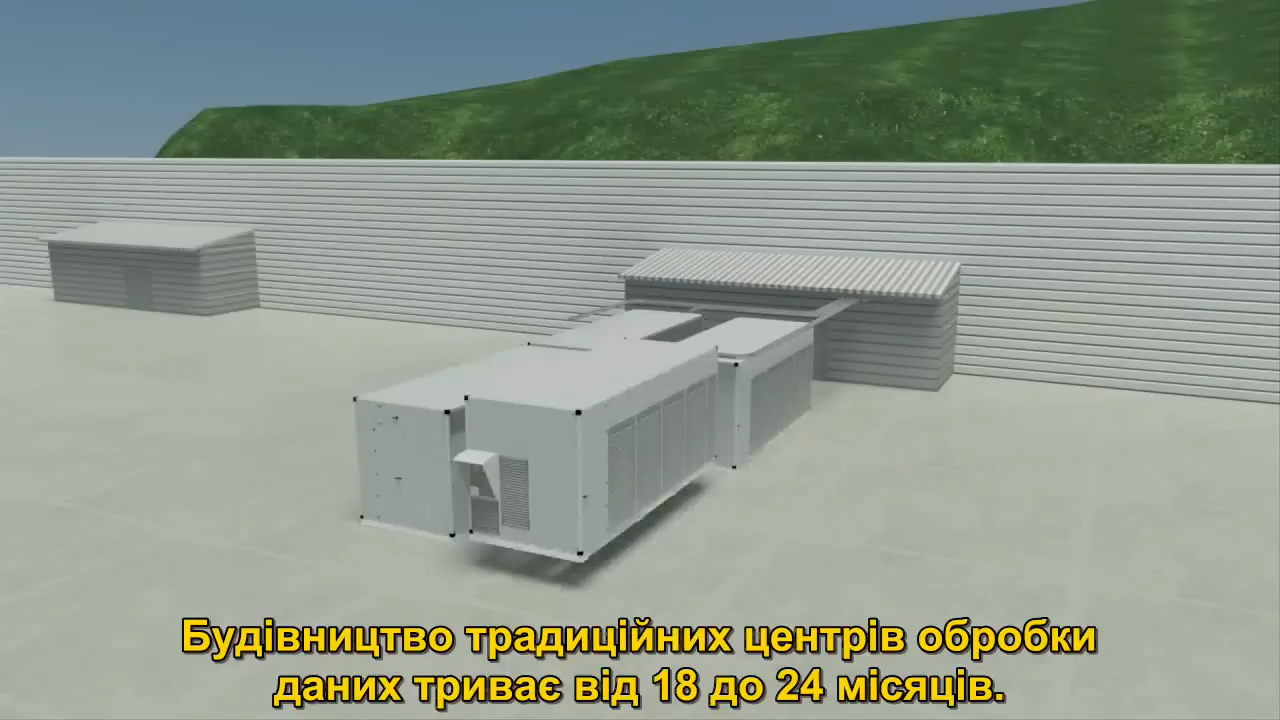 Будівництво традиційних центрів обробки
даних триває від 18 до 24 місяців.